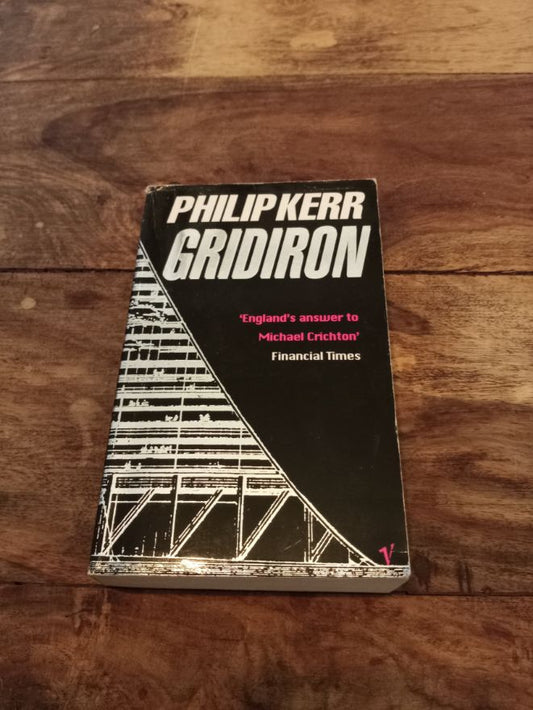 PHILIP KERR
GRIDIRON
'England's answer to
Michael Crichton'
Financial Times
V